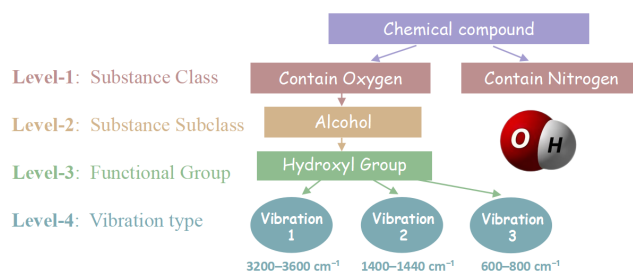 Chemical compound
Level-1: Substance Class
Contain Oxygen
Contain Nitrogen
Level-2: Substance Subclass
Alcohol
O H
Level-3: Functional Group
Hydroxyl Group
Level-4: Vibration type
Vibration
1
Vibration
2
Vibration
3
3200–3600 cm⁻¹
1400–1440 cm⁻¹
600–800 cm⁻¹